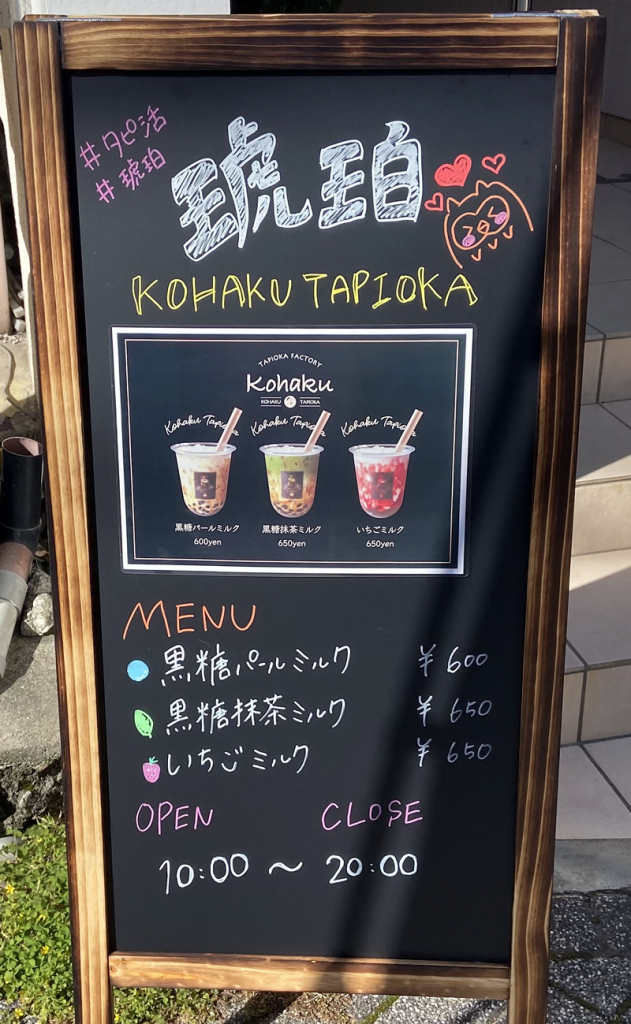 #タピ活
#琥珀
琥珀
KOHAKU TAPIOKA
TAPIOKA FACTORY
Kohaku
KOHAKU TAPIOKA
Kohaku Tapioka Kohaku Tapioka Kohaku Tapioka
黒糖パールミルク 黒糖抹茶ミルク いちごミルク
600yen 650yen 650yen
MENU
黒糖パールミルク ¥600
黒糖抹茶ミルク ¥650
いちごミルク ¥650
OPEN CLOSE
10:00 〜 20:00